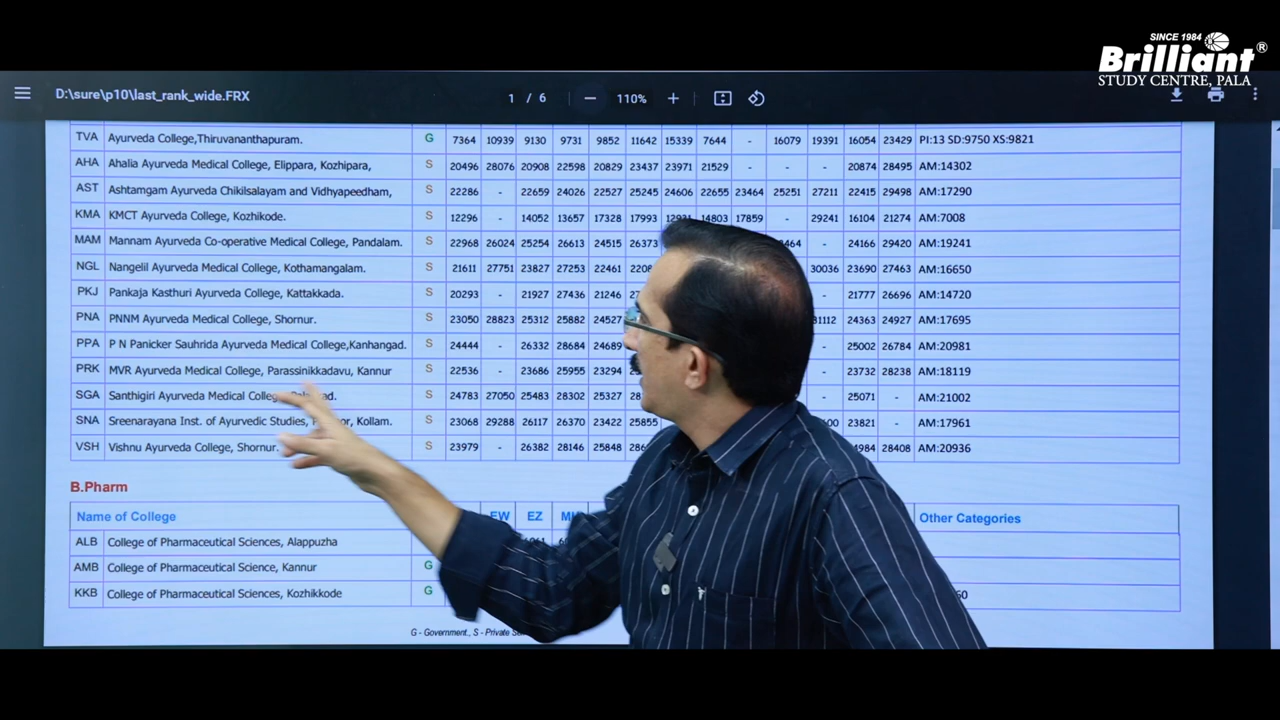 SINCE 1984
Brilliant®
STUDY CENTRE, PALA
D:\sure\p10\last_rank_wide.FRX 1 / 6 110%
TVA Ayurveda College,Thiruvananthapuram. G 7364 10939 9130 9731 9852 11642 15339 7644 - 16079 19391 16054 23429 PI:13 SD:9750 XS:9821
AHA Ahalia Ayurveda Medical College, Elippara, Kozhipara, S 20496 28076 20908 22598 20829 23437 23971 21529 - - - 20874 28495 AM:14302
AST Ashtamgam Ayurveda Chikilsalayam and Vidhyapeedham, S 22286 - 22659 24026 22527 25245 24606 22655 23464 25251 27211 22415 29498 AM:17290
KMA KMCT Ayurveda College, Kozhikode. S 12296 - 14052 13657 17328 17993 14803 17859 - 29241 16104 21274 AM:7008
MAM Mannam Ayurveda Co-operative Medical College, Pandalam. S 22968 26024 25254 26613 24515 26373 - 24166 29420 AM:19241
NGL Nangelil Ayurveda Medical College, Kothamangalam. S 21611 27751 23827 27253 22461 30036 23690 27463 AM:16650
PKJ Pankaja Kasthuri Ayurveda College, Kattakkada. S 20293 - 21927 27436 21246 - 21777 26696 AM:14720
PNA PNNM Ayurveda Medical College, Shornur. S 23050 28823 25312 25882 24527 24363 24927 AM:17695
PPA P N Panicker Sauhrida Ayurveda Medical College,Kanhangad. S 24444 - 26332 28684 24689 - 25002 26784 AM:20981
PRK MVR Ayurveda Medical College, Parassinikkadavu, Kannur S 22536 - 23686 25955 23294 - 23732 28238 AM:18119
SGA Santhigiri Ayurveda Medical S 24783 27050 25483 28302 25327 - 25071 - AM:21002
SNA Sreenarayana Inst. of Ayurvedic Studies, Kollam. S 23068 29288 26117 26370 23422 25855 23821 - AM:17961
VSH Vishnu Ayurveda College, Shornur. S 23979 - 26382 28146 25848 28408 AM:20936
B.Pharm
Name of College EW EZ Other Categories
ALB College of Pharmaceutical Sciences, Alappuzha
AMB College of Pharmaceutical Science, Kannur G
KKB College of Pharmaceutical Sciences, Kozhikkode G
G - Government., S - Private